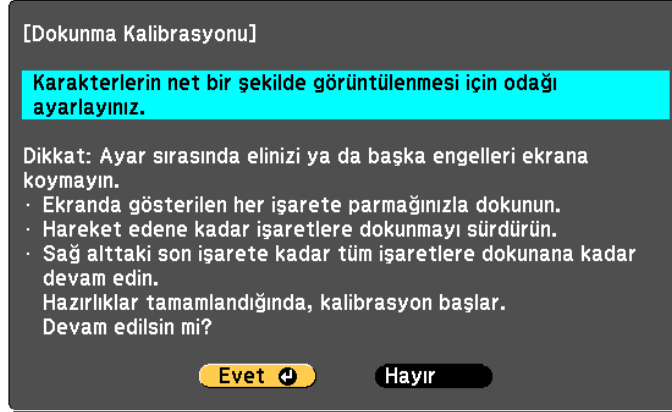 [Dokunma Kalibrasyonu]
Karakterlerin net bir şekilde görüntülenmesi için odağı
ayarlayınız.
Dikkat: Ayar sırasında elinizi ya da başka engelleri ekrana
koymayın.
· Ekranda gösterilen her işarete parmağınızla dokunun.
· Hareket edene kadar işaretlere dokunmayı sürdürün.
· Sağ alttaki son işarete kadar tüm işaretlere dokunana kadar
devam edin.
Hazırlıklar tamamlandığında, kalibrasyon başlar.
Devam edilsin mi?
Evet Hayır